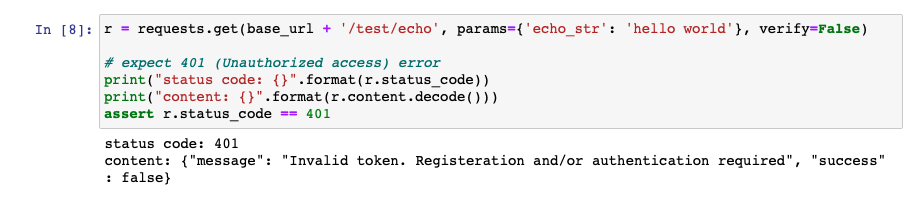 In [8]: r = requests.get(base_url + '/test/echo', params={'echo_str': 'hello world'}, verify=False)
# expect 401 (Unauthorized access) error
print("status code: {}".format(r.status_code))
print("content: {}".format(r.content.decode()))
assert r.status_code == 401
status code: 401
content: {"message": "Invalid token. Registeration and/or authentication required", "success"
: false}